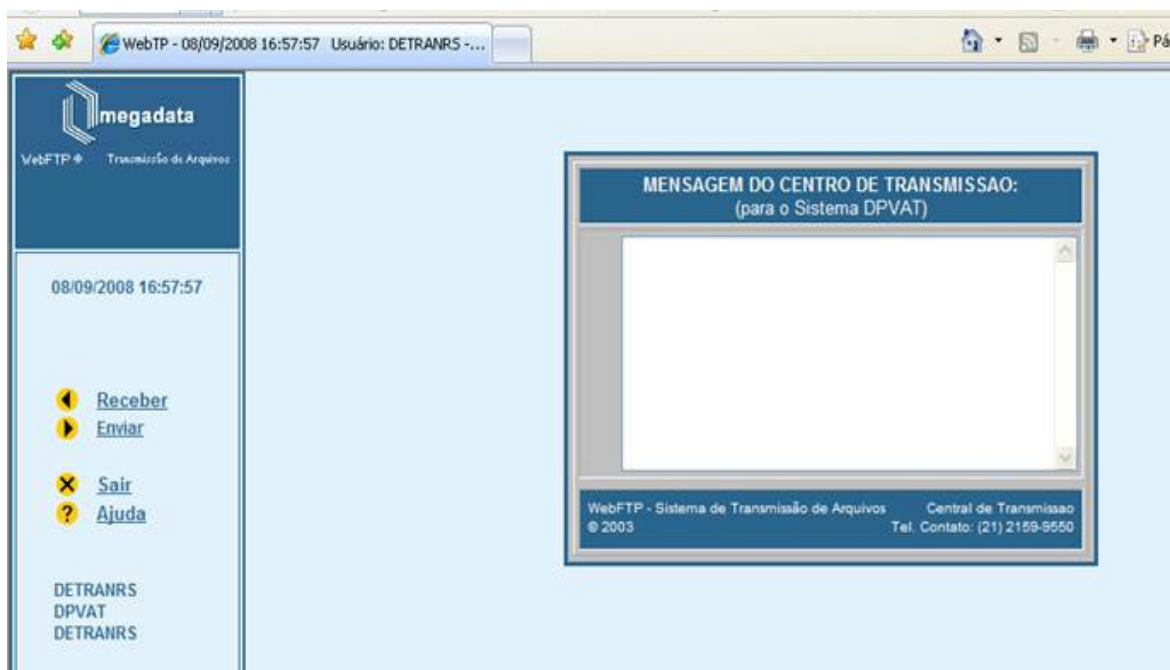 WebTP - 08/09/2008 16:57:57 Usuário: DETRANRS -...
Pá
megadata
WebFTP Transmissão de Arquivos
08/09/2008 16:57:57
Receber
Enviar
Sair
Ajuda
DETRANRS
DPVAT
DETRANRS
MENSAGEM DO CENTRO DE TRANSMISSAO:
(para o Sistema DPVAT)
WebFTP - Sistema de Transmissão de Arquivos Central de Transmissao
© 2003 Tel. Contato: (21) 2159-9550